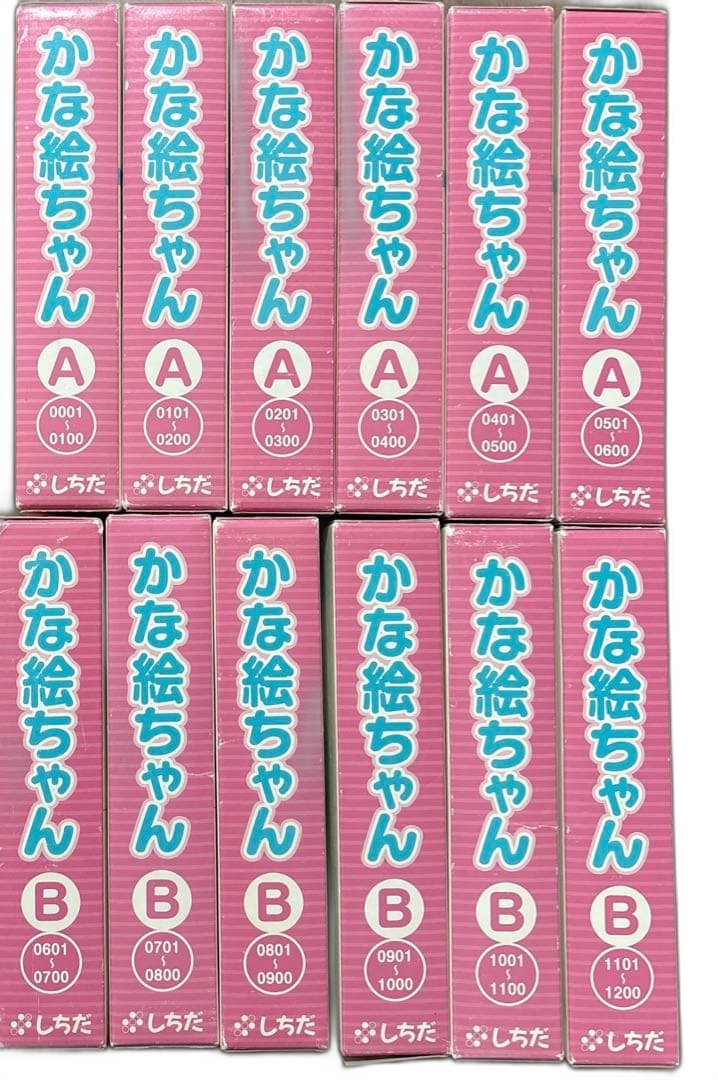 かな絵ちゃん
A
0001
~
0100
しちだ
かな絵ちゃん
A
0101
~
0200
しちだ
かな絵ちゃん
A
0201
~
0300
しちだ
かな絵ちゃん
A
0301
~
0400
しちだ
かな絵ちゃん
A
0401
~
0500
しちだ
かな絵ちゃん
A
0501
~
0600
しちだ
かな絵ちゃん
B
0601
~
0700
しちだ
かな絵ちゃん
B
0701
~
0800
しちだ
かな絵ちゃん
B
0801
~
0900
しちだ
かな絵ちゃん
B
0901
~
1000
しちだ
かな絵ちゃん
B
1001
~
1100
しちだ
かな絵ちゃん
B
1101
~
1200
しちだ